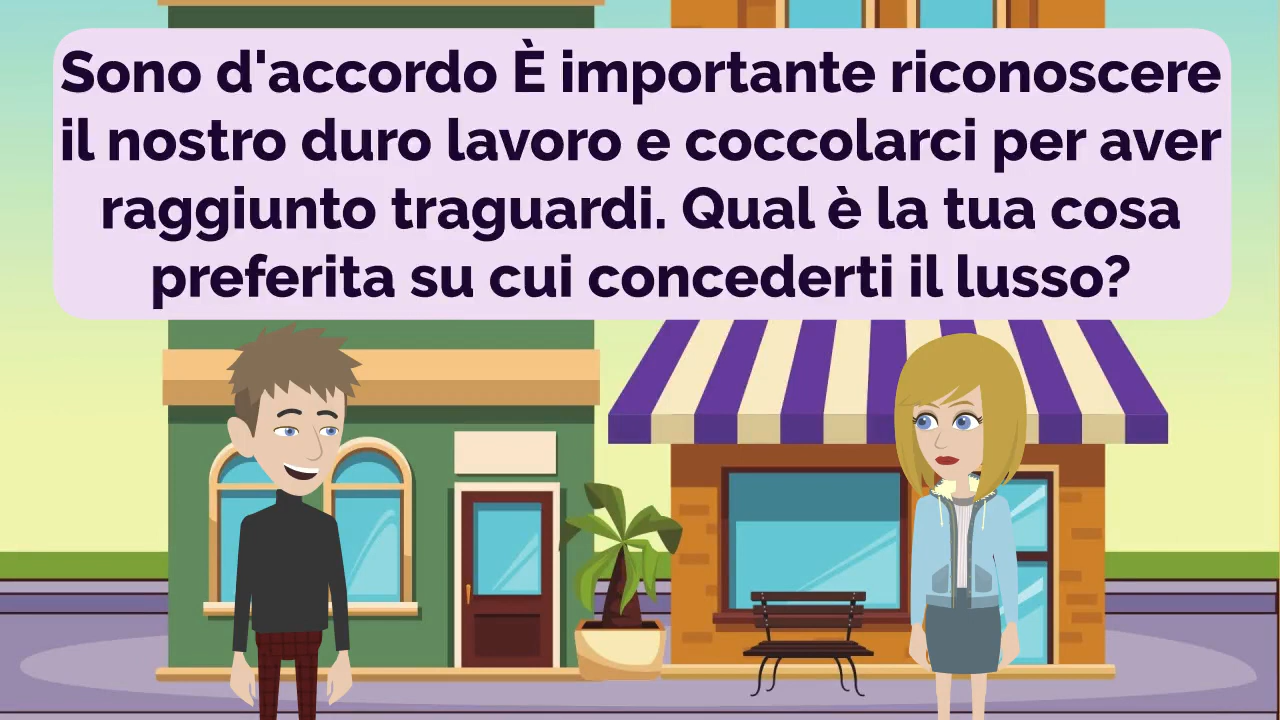 Sono d'accordo È importante riconoscere
il nostro duro lavoro e coccolarci per aver
raggiunto traguardi. Qual è la tua cosa
preferita su cui concederti il lusso?